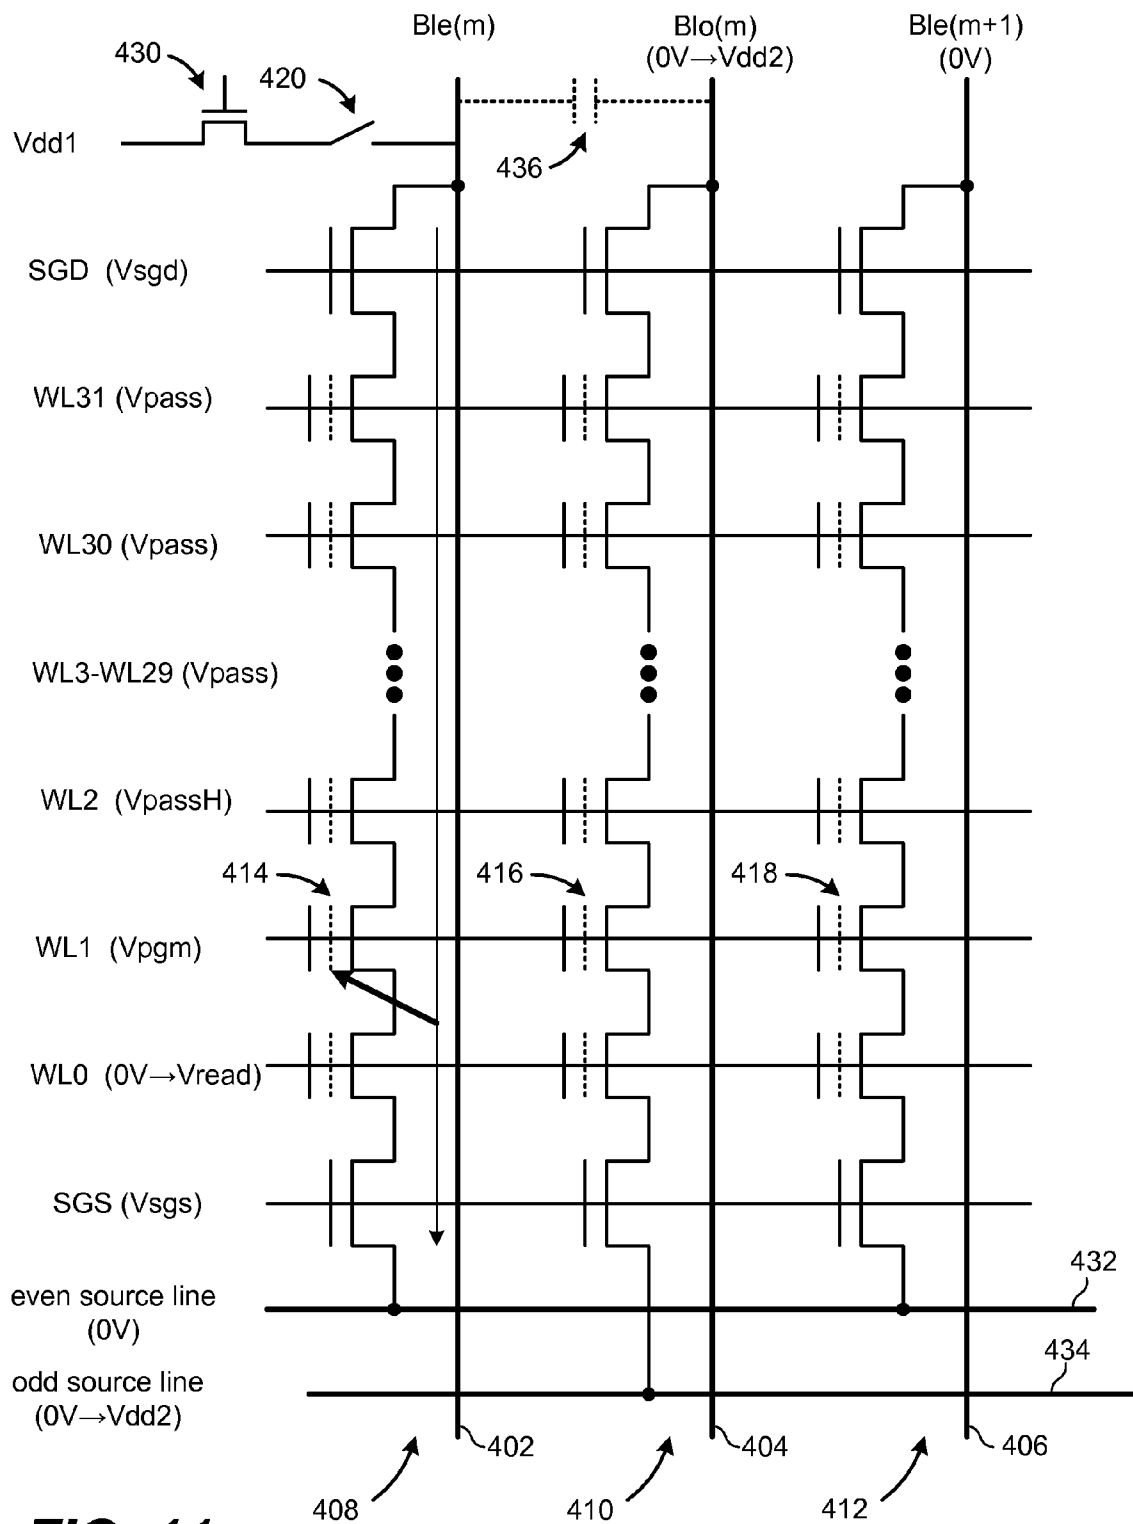 Ble(m)
Blo(m)
(0V→Vdd2)
Ble(m+1)
(0V)
430
420
Vdd1
436
SGD (Vsgd)
WL31 (Vpass)
WL30 (Vpass)
WL3-WL29 (Vpass)
WL2 (VpassH)
414
416
418
WL1 (Vpgm)
WL0 (0V→Vread)
SGS (Vsgs)
432
even source line
(0V)
434
odd source line
(0V→Vdd2)
402
404
406
408
410
412